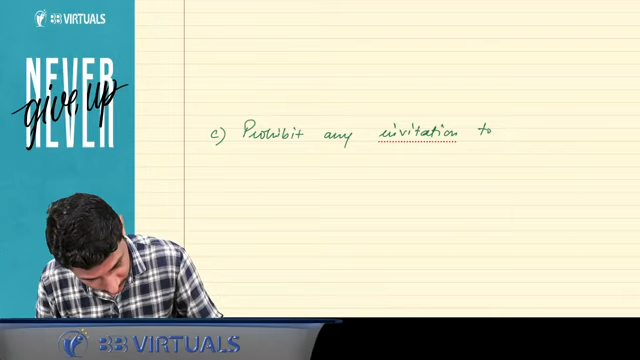 BB VIRTUALS
NEVER
give up
NEVER
c) Prohibit any invitation to
BB VIRTUALS